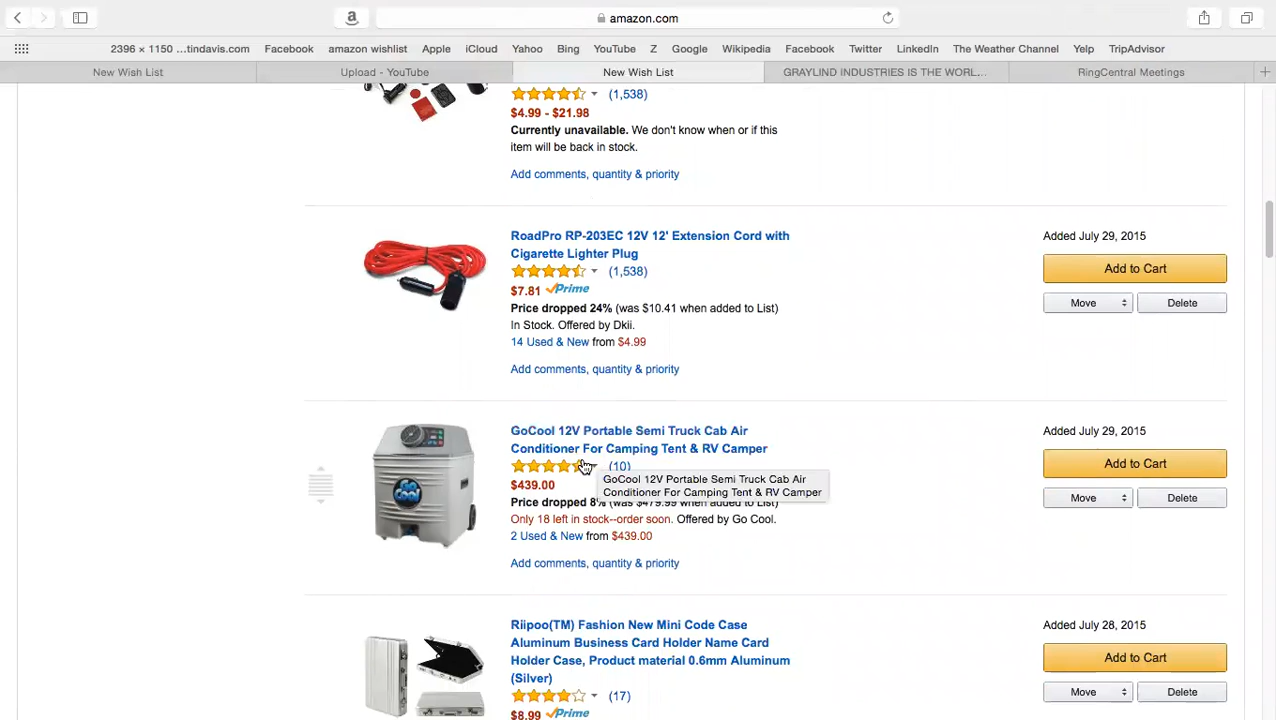 amazon.com
2396 × 1150 ...tindavis.com Facebook amazon wishlist Apple iCloud Yahoo Bing YouTube Z Google Wikipedia Facebook Twitter LinkedIn The Weather Channel Yelp TripAdvisor
New Wish List Upload - YouTube New Wish List GRAYLIND INDUSTRIES IS THE WORL... RingCentral Meetings
(1,538)
$4.99 - $21.98
Currently unavailable. We don't know when or if this
item will be back in stock.
Add comments, quantity & priority
RoadPro RP-203EC 12V 12' Extension Cord with
Cigarette Lighter Plug
(1,538)
$7.81 Prime
Price dropped 24% (was $10.41 when added to List)
In Stock. Offered by Dkii.
14 Used & New from $4.99
Add comments, quantity & priority
Added July 29, 2015
Add to Cart
Move Delete
GoCool 12V Portable Semi Truck Cab Air
Conditioner For Camping Tent & RV Camper
(10)
$439.00
GoCool 12V Portable Semi Truck Cab Air
Conditioner For Camping Tent & RV Camper
Price dropped 8% (was $479.99 when added to List)
Only 18 left in stock--order soon. Offered by Go Cool.
2 Used & New from $439.00
Add comments, quantity & priority
Added July 29, 2015
Add to Cart
Move Delete
Go
Cool
Riipoo(TM) Fashion New Mini Code Case
Aluminum Business Card Holder Name Card
Holder Case, Product material 0.6mm Aluminum
(Silver)
(17)
$8.99 Prime
Added July 28, 2015
Add to Cart
Move Delete